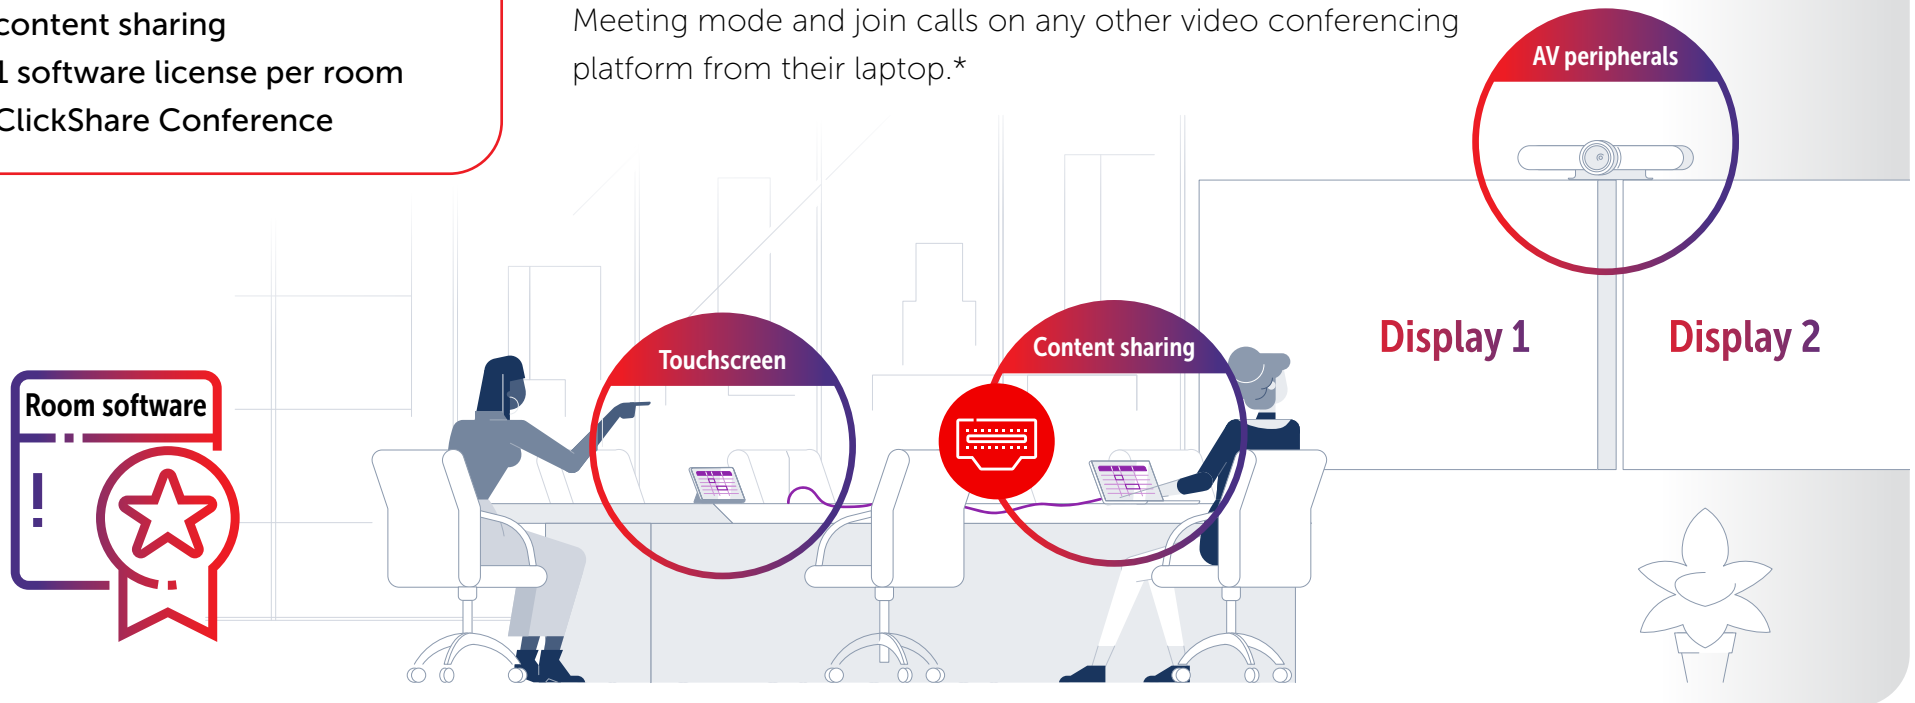 content sharing
1 software license per room
ClickShare Conference
Meeting mode and join calls on any other video conferencing
platform from their laptop.*
AV peripherals
Display 1
Display 2
Touchscreen
Content sharing
Room software
!